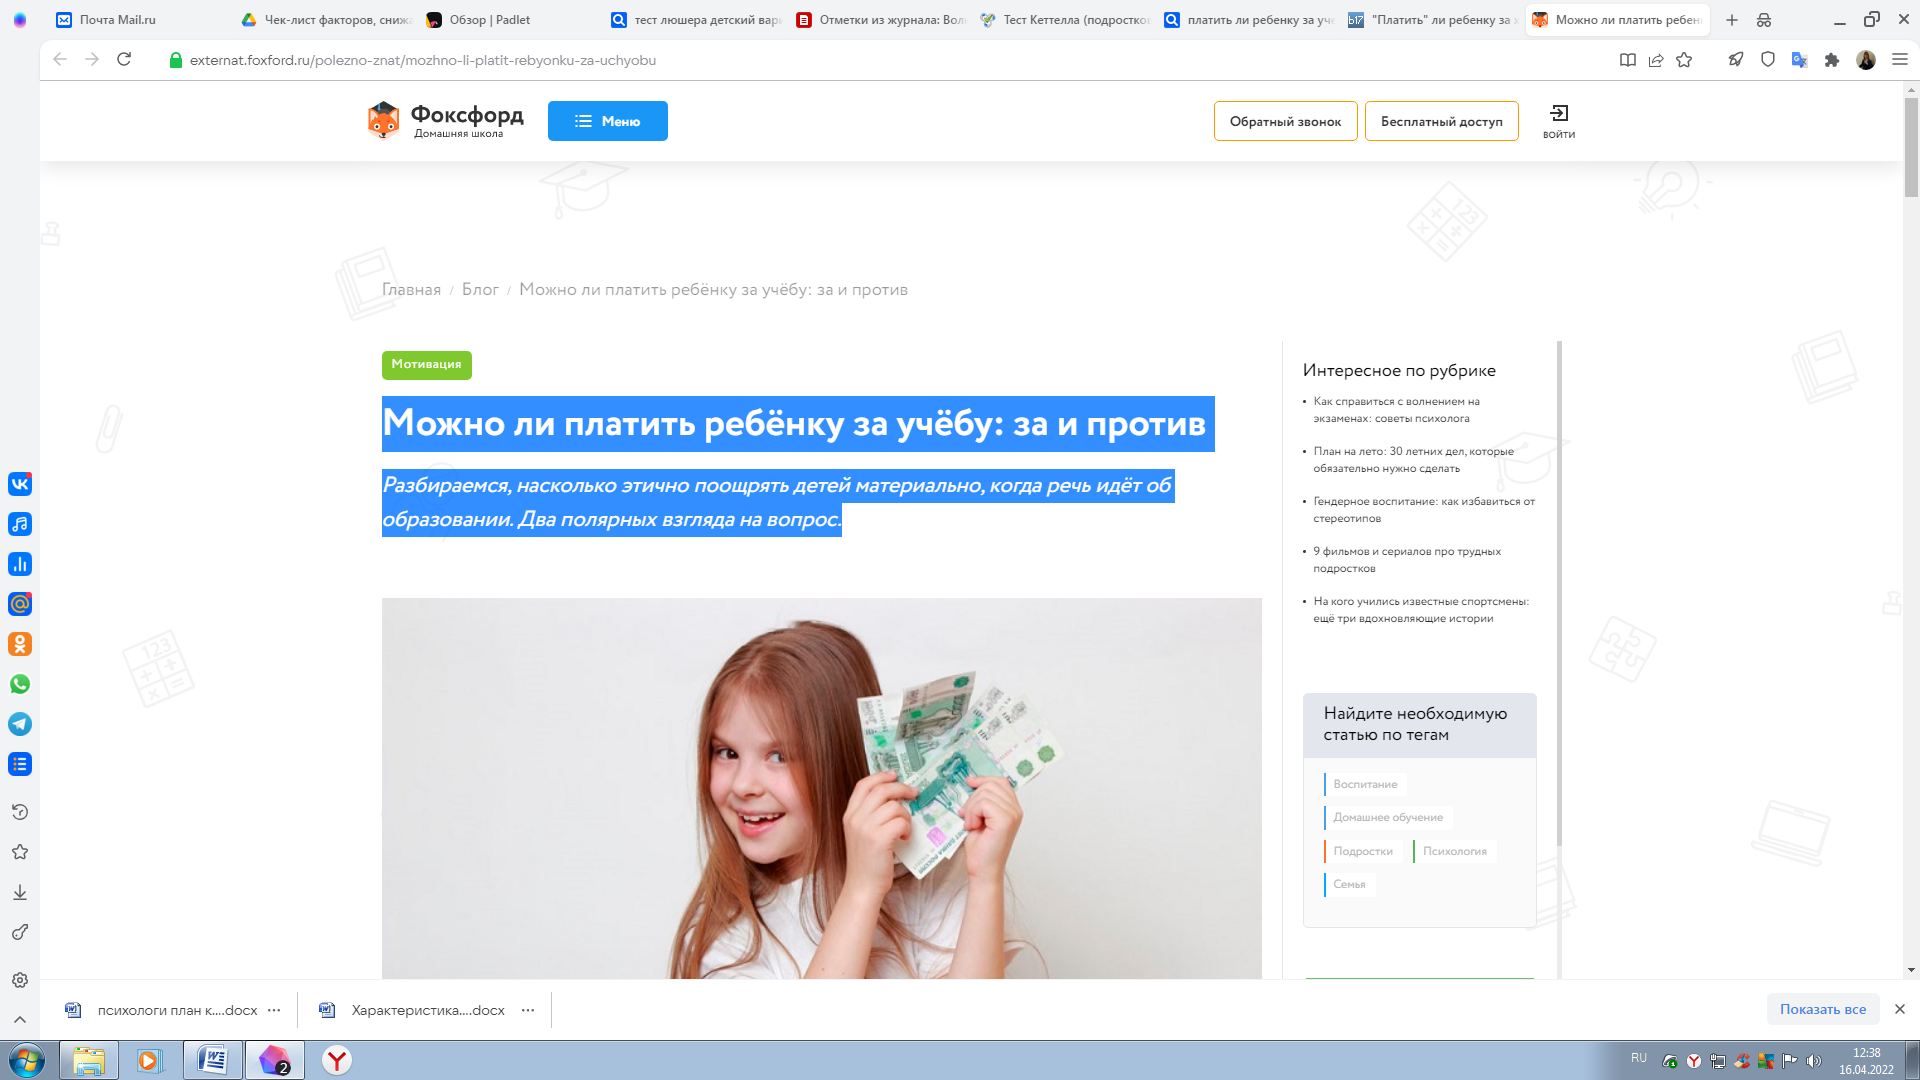 Почта Mail.ru
Чек-лист факторов, сниж
Обзор | Padlet
тест люшера детский вар
Отметки из журнала: Вол
Тест Кеттелла (подростко
платить ли ребенку за уч
"Платить" ли ребенку за
Можно ли платить ребен
externat.foxford.ru/polezno-znat/mozhno-li-platit-rebyonku-za-uchyobu
Фоксфорд
Домашняя школа
Меню
Обратный звонок
Бесплатный доступ
войти
Главная / Блог / Можно ли платить ребёнку за учёбу: за и против
Мотивация
Можно ли платить ребёнку за учёбу: за и против
Разбираемся, насколько этично поощрять детей материально, когда речь идёт об
образовании. Два полярных взгляда на вопрос.
Интересное по рубрике
• Как справиться с волнением на
экзаменах: советы психолога
• План на лето: 30 летних дел, которые
обязательно нужно сделать
• Гендерное воспитание: как избавиться от
стереотипов
• 9 фильмов и сериалов про трудных
подростков
• На кого учились известные спортсмены:
ещё три вдохновляющие истории
Найдите необходимую
статью по тегам
Воспитание
Домашнее обучение
Подростки
Психология
Семья
психологи план к....docx
Характеристика....docx
Показать все
2
RU
12:38
16.04.2022